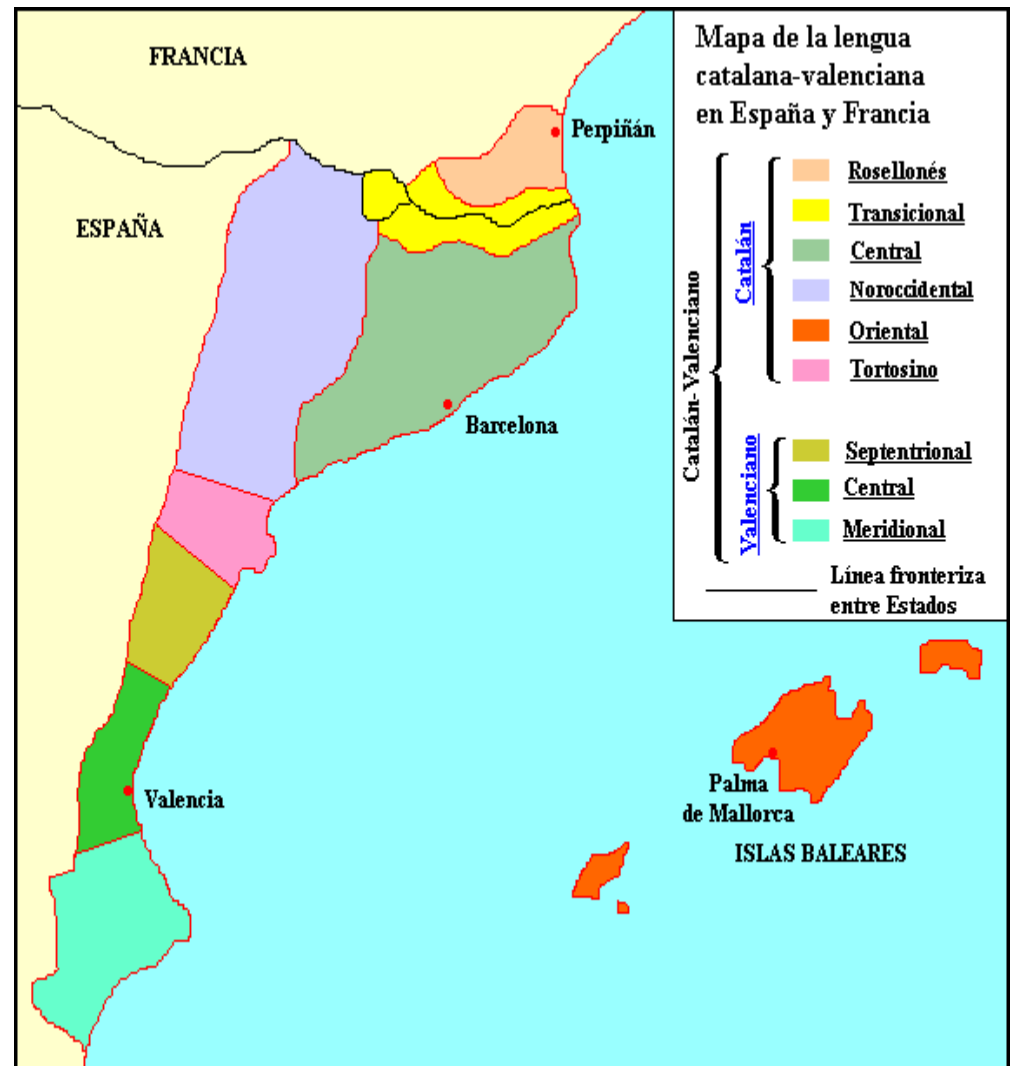 FRANCIA
ESPAÑA
Perpiñán
Barcelona
Valencia
Palma
de Mallorca
ISLAS BALEARES
Mapa de la lengua
catalana-valenciana
en España y Francia
Catalán-Valenciano
Catalán
Rosellonés
Transicional
Central
Noroccidental
Oriental
Tortosino
Valenciano
Septentrional
Central
Meridional
Línea fronteriza
entre Estados